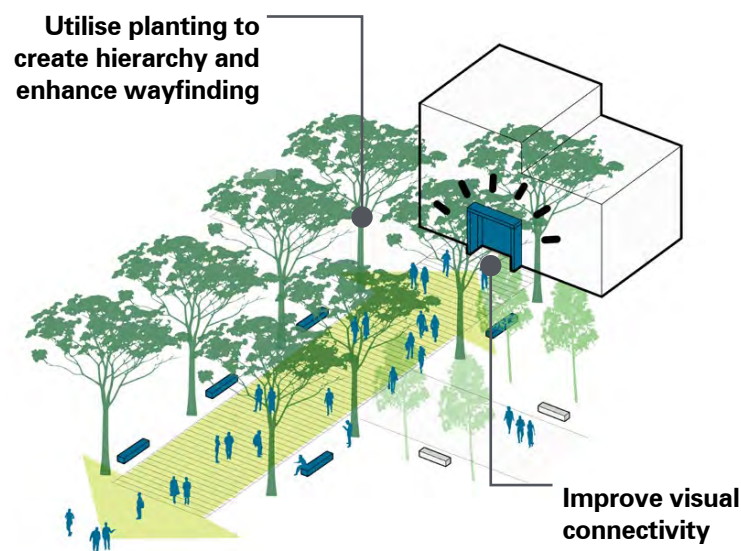 Utilise planting to
create hierarchy and
enhance wayfinding
Improve visual
connectivity